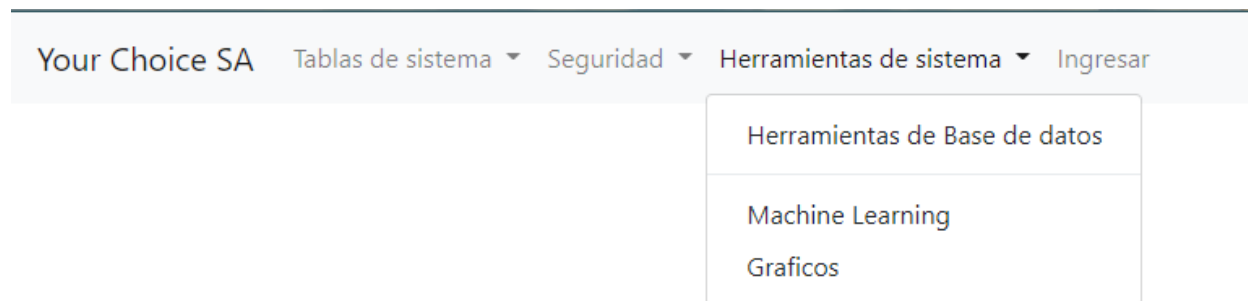 Your Choice SA Tablas de sistema Seguridad Herramientas de sistema Ingresar
Herramientas de Base de datos
Machine Learning
Graficos